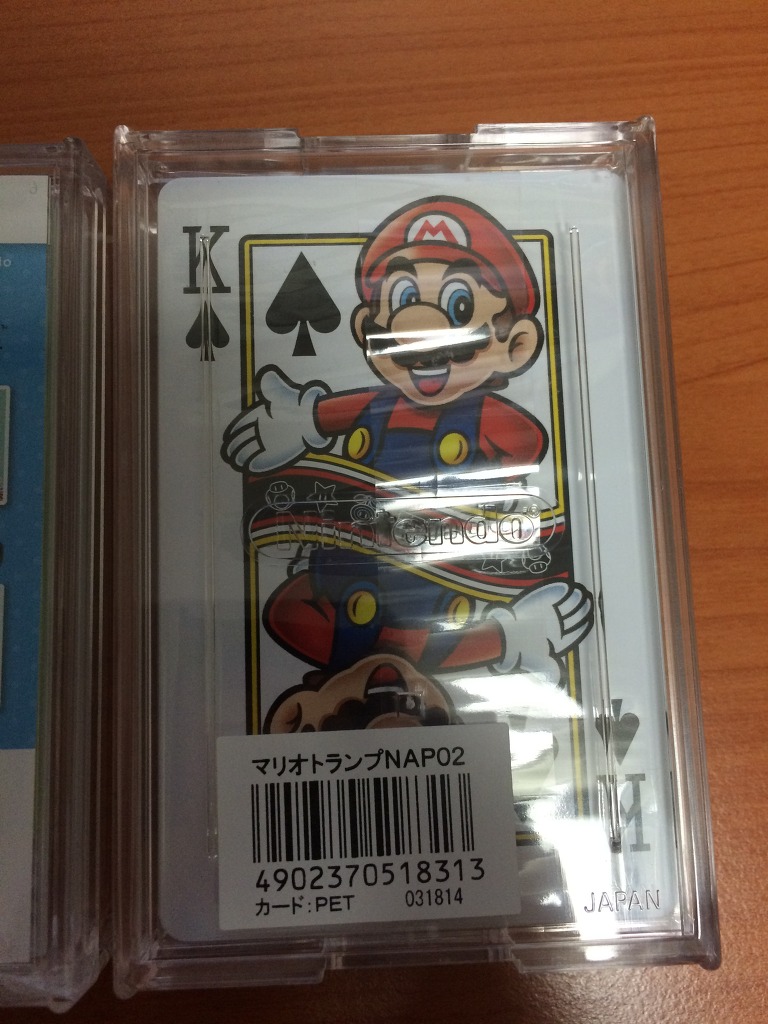 K
M
Nintendo
マリオトランプNAP02
4902370518313
カード:PET 031814
K
JAPAN